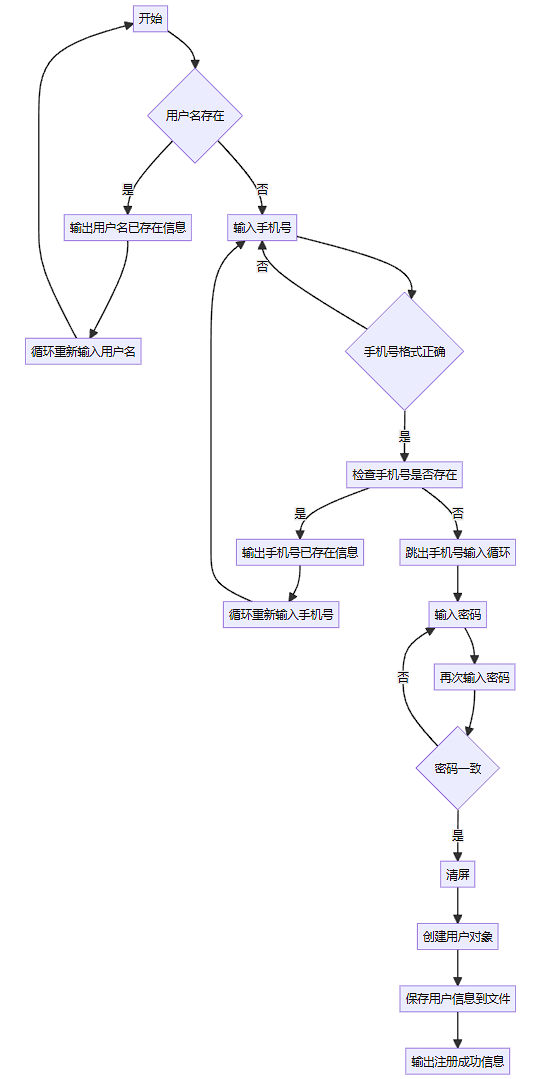 开始
用户名存在
是
否
输出用户名已存在信息
输入手机号
否
循环重新输入用户名
手机号格式正确
是
检查手机号是否存在
是
否
输出手机号已存在信息
跳出手机号输入循环
循环重新输入手机号
输入密码
否
再次输入密码
密码一致
是
清屏
创建用户对象
保存用户信息到文件
输出注册成功信息